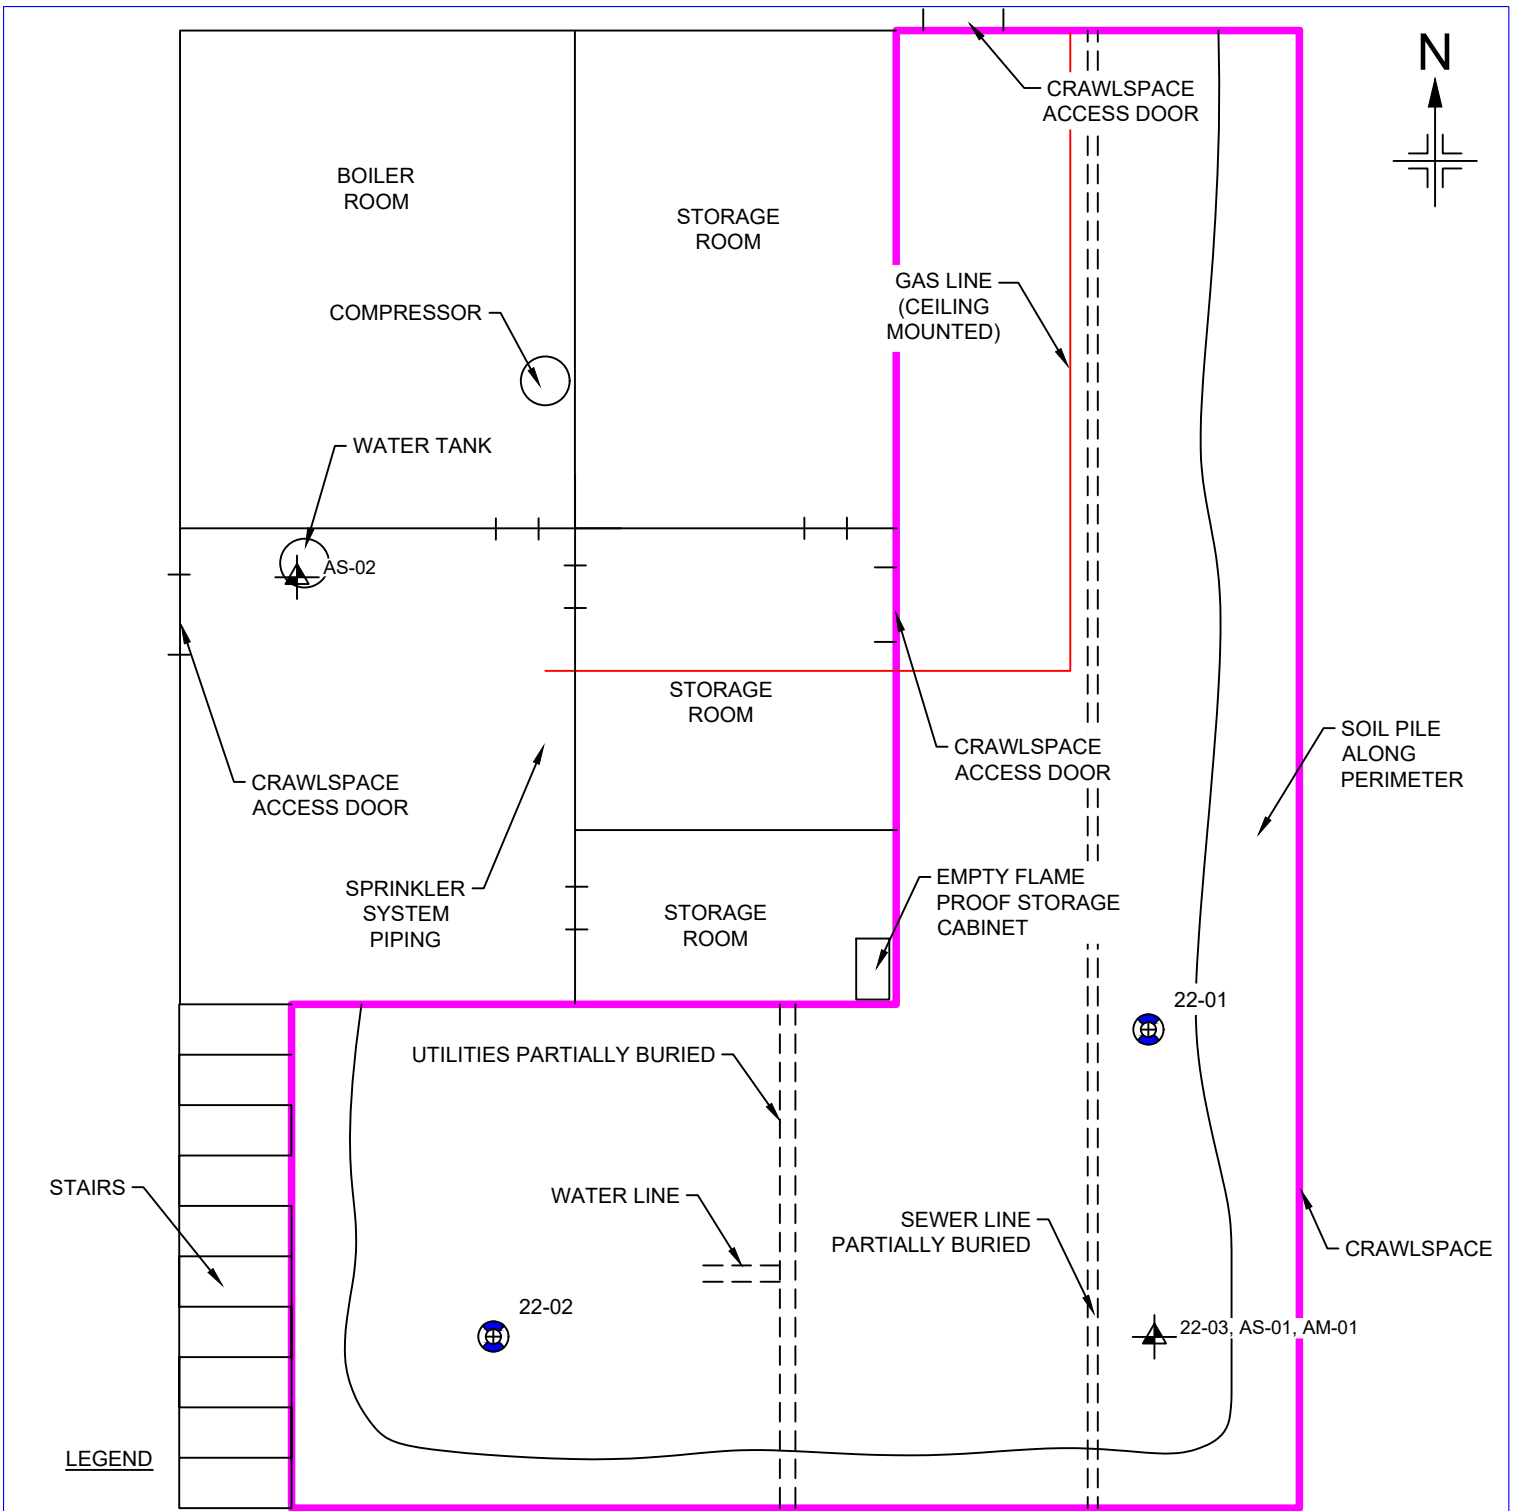 N
CRAWLSPACE
ACCESS DOOR
BOILER
ROOM
STORAGE
ROOM
GAS LINE
(CEILING
MOUNTED)
COMPRESSOR
WATER TANK
AS-02
STORAGE
ROOM
CRAWLSPACE
ACCESS DOOR
SOIL PILE
ALONG
PERIMETER
CRAWLSPACE
ACCESS DOOR
SPRINKLER
SYSTEM
PIPING
STORAGE
ROOM
EMPTY FLAME
PROOF STORAGE
CABINET
22-01
UTILITIES PARTIALLY BURIED
STAIRS
WATER LINE
SEWER LINE
PARTIALLY BURIED
CRAWLSPACE
22-02
22-03, AS-01, AM-01
LEGEND